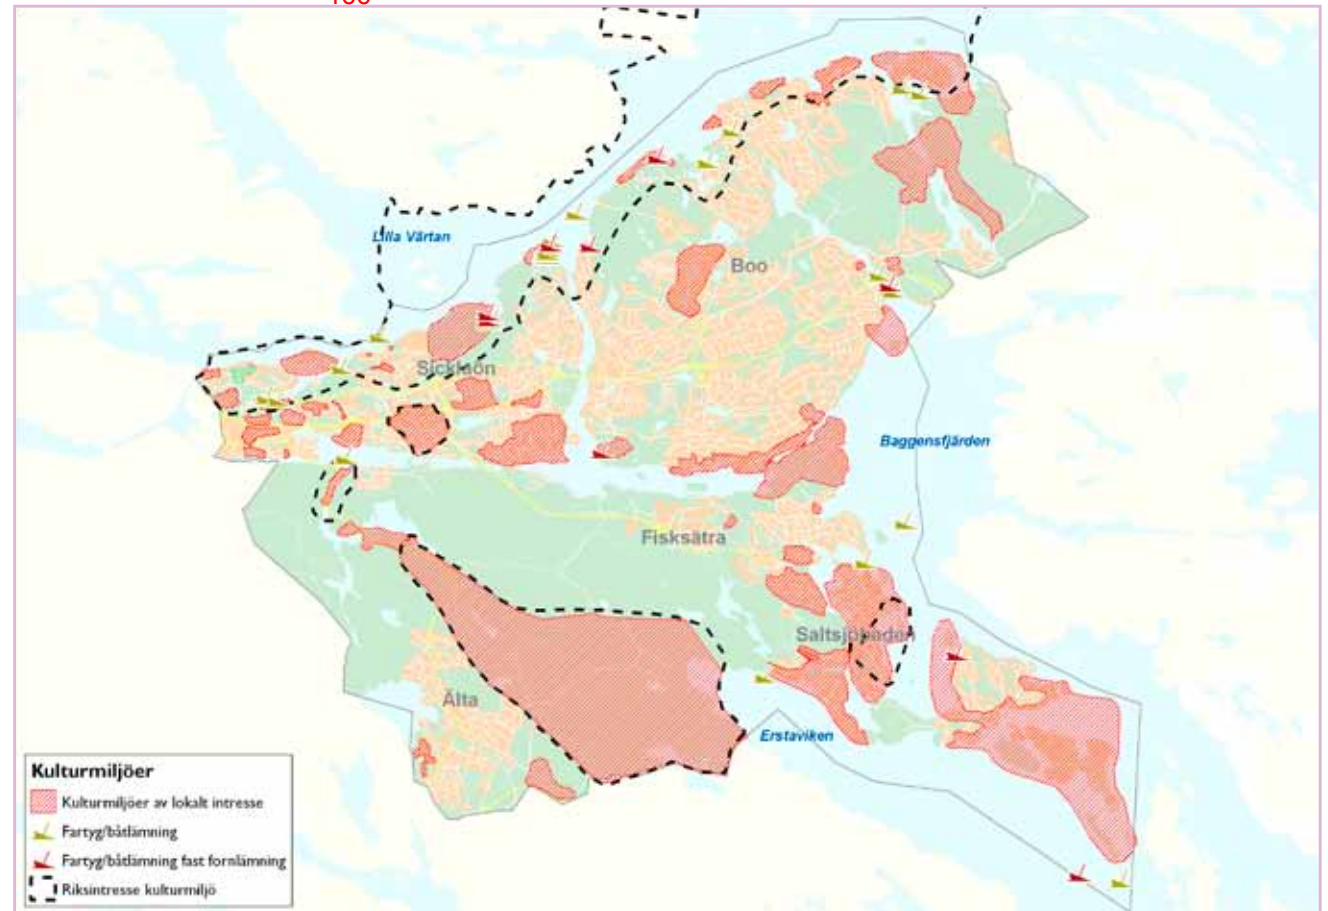 Lilla Värtan
Boo
Sicklaön
Baggensfjärden
Fisksätra
Saltsjöbaden
Älta
Erstaviken
Kulturmiljöer
Kulturmiljöer av lokalt intresse
Fartyg/båtlämning
Fartyg/båtlämning fast fornlämning
Riksintresse kulturmiljö